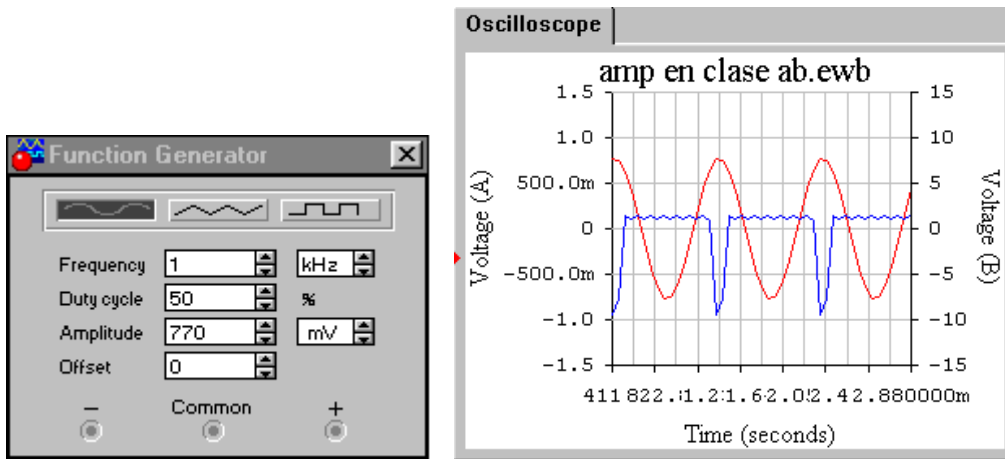 Function Generator
Frequency 1 kHz
Duty cycle 50 %
Amplitude 770 mV
Offset 0
− Common +
Oscilloscope
amp en clase ab.ewb
Voltage (A)
1.5
1.0
500.0m
0
−500.0m
−1.0
−1.5
15
10
5
0
−5
−10
−15
Voltage (B)
Time (seconds)